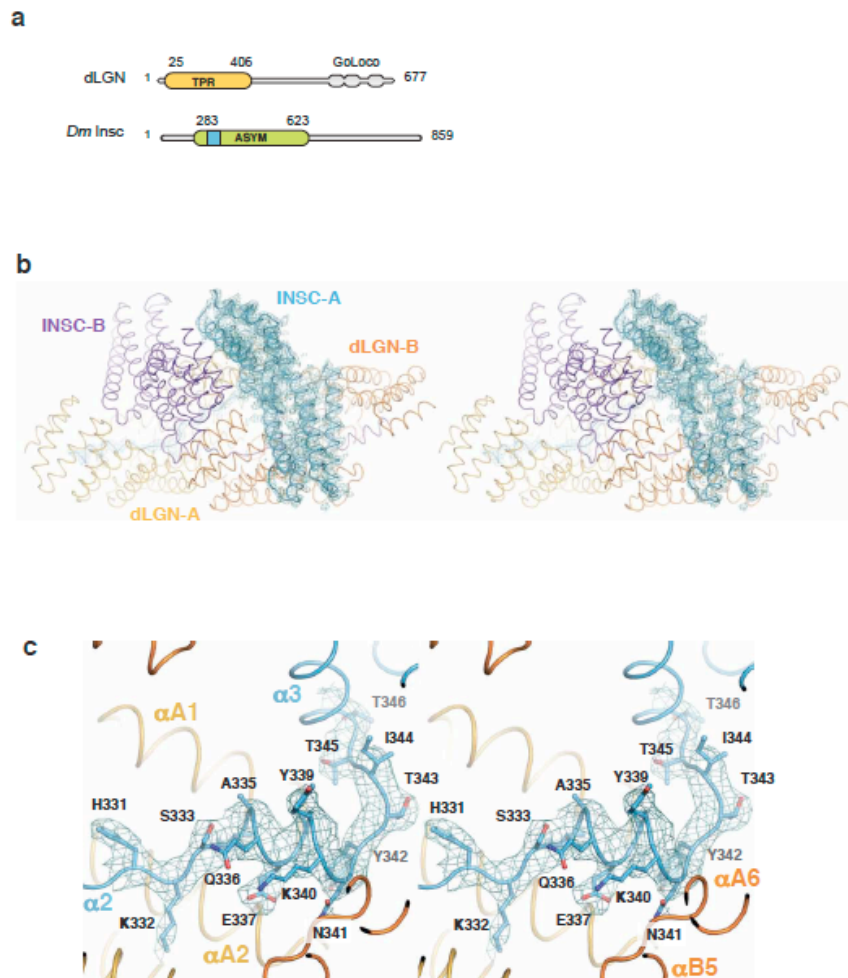 a
25 406 GoLoco
dLGN 1 TPR 677
283 623
Dm Insc 1 ASYM 859
b
INSC-A
INSC-B
dLGN-B
dLGN-A
c
α3 T346 α3 T346
αA1 I344 αA1 I344
T345 T345
Y339 T343 Y339 T343
A335 A335
H331 S333 H331 S333
Y342 Y342
Q336 Q336 αA6
α2 K340 α2 K340
K332 E337 K332 E337
N341 N341
αA2 αA2 αB5